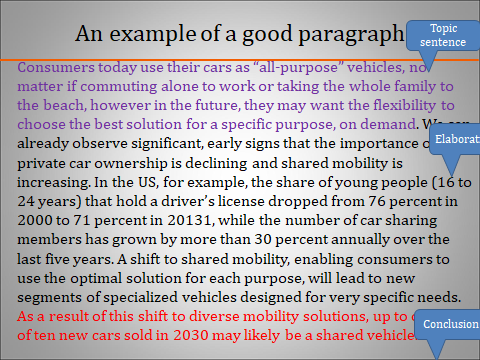 An example of a good paragraph
Topic
sentence
Consumers today use their cars as “all-purpose” vehicles, no
matter if commuting alone to work or taking the whole family to
the beach, however in the future, they may want the flexibility to
choose the best solution for a specific purpose, on demand. We can
already observe significant, early signs that the importance
private car ownership is declining and shared mobility is
Elaborat
increasing. In the US, for example, the share of young people (16 to
24 years) that hold a driver’s license dropped from 76 percent in
2000 to 71 percent in 20131, while the number of car sharing
members has grown by more than 30 percent annually over the
last five years. A shift to shared mobility, enabling consumers to
use the optimal solution for each purpose, will lead to new
segments of specialized vehicles designed for very specific needs.
As a result of this shift to diverse mobility solutions, up to
of ten new cars sold in 2030 may likely be a shared vehicle
Conclusion